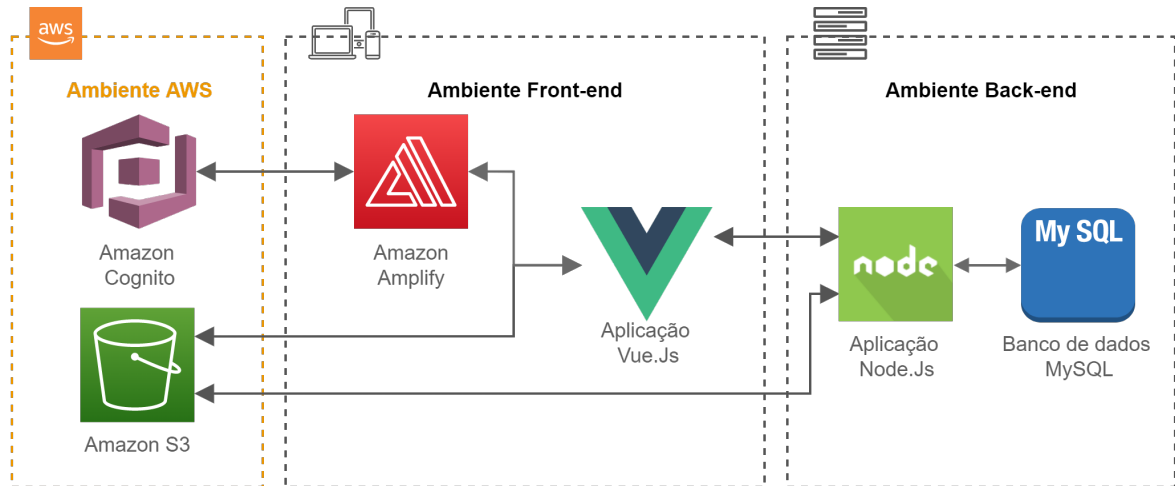 aws
Ambiente AWS
Ambiente Front-end
Ambiente Back-end
Amazon
Cognito
Amazon
Amplify
Aplicação
Vue.Js
node
Aplicação
Node.Js
My SQL
Banco de dados
MySQL
Amazon S3